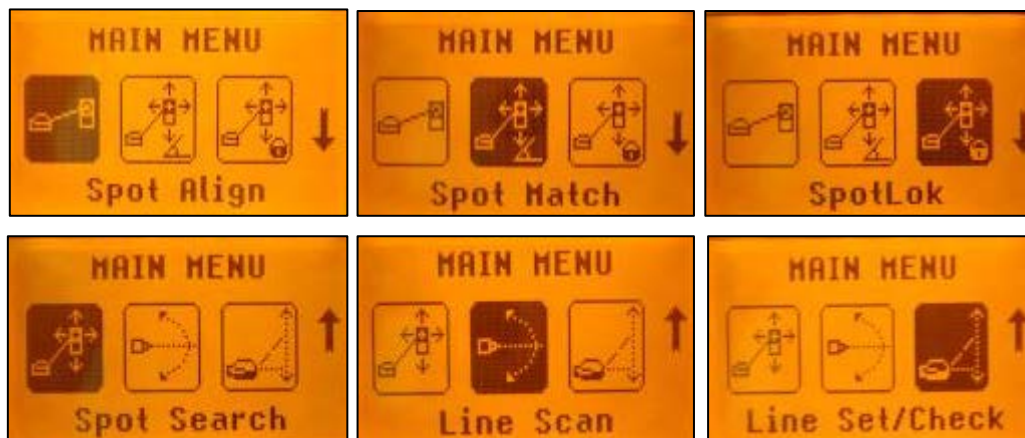 MAIN MENU
Spot Align
MAIN MENU
Spot Match
MAIN MENU
SpotLok
MAIN MENU
Spot Search
MAIN MENU
Line Scan
MAIN MENU
Line Set/Check